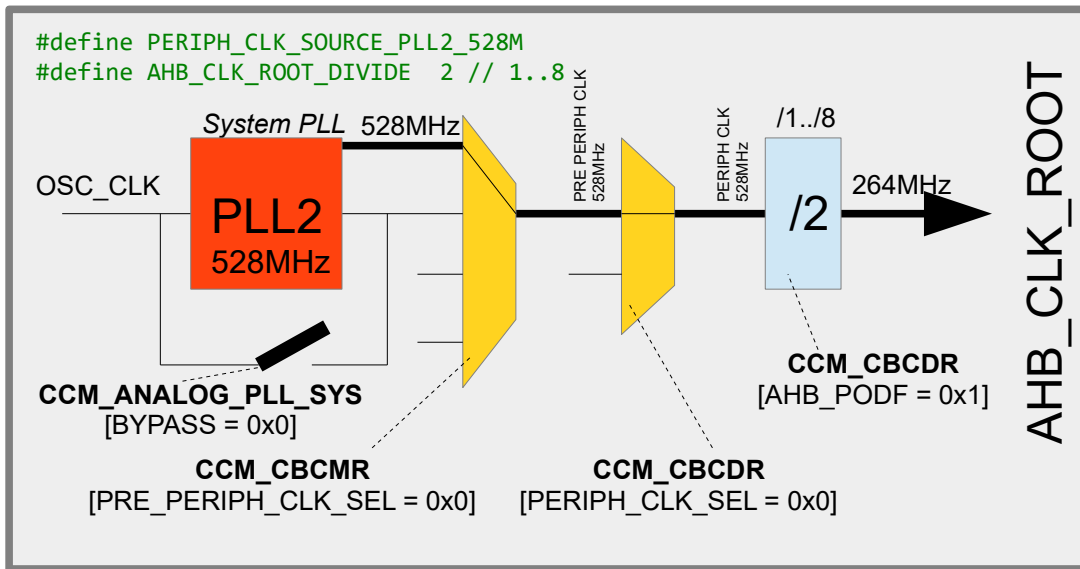 #define PERIPH_CLK_SOURCE_PLL2_528M
#define AHB_CLK_ROOT_DIVIDE 2 // 1..8
System PLL
528MHz
PRE PERIPH CLK
528MHz
PERIPH CLK
528MHz
/1../8
OSC_CLK
PLL2
528MHz
/2
264MHz
AHB_CLK_ROOT
CCM_ANALOG_PLL_SYS
[BYPASS = 0x0]
CCM_CBCDR
[AHB_PODF = 0x1]
CCM_CBCMR
[PRE_PERIPH_CLK_SEL = 0x0]
CCM_CBCDR
[PERIPH_CLK_SEL = 0x0]